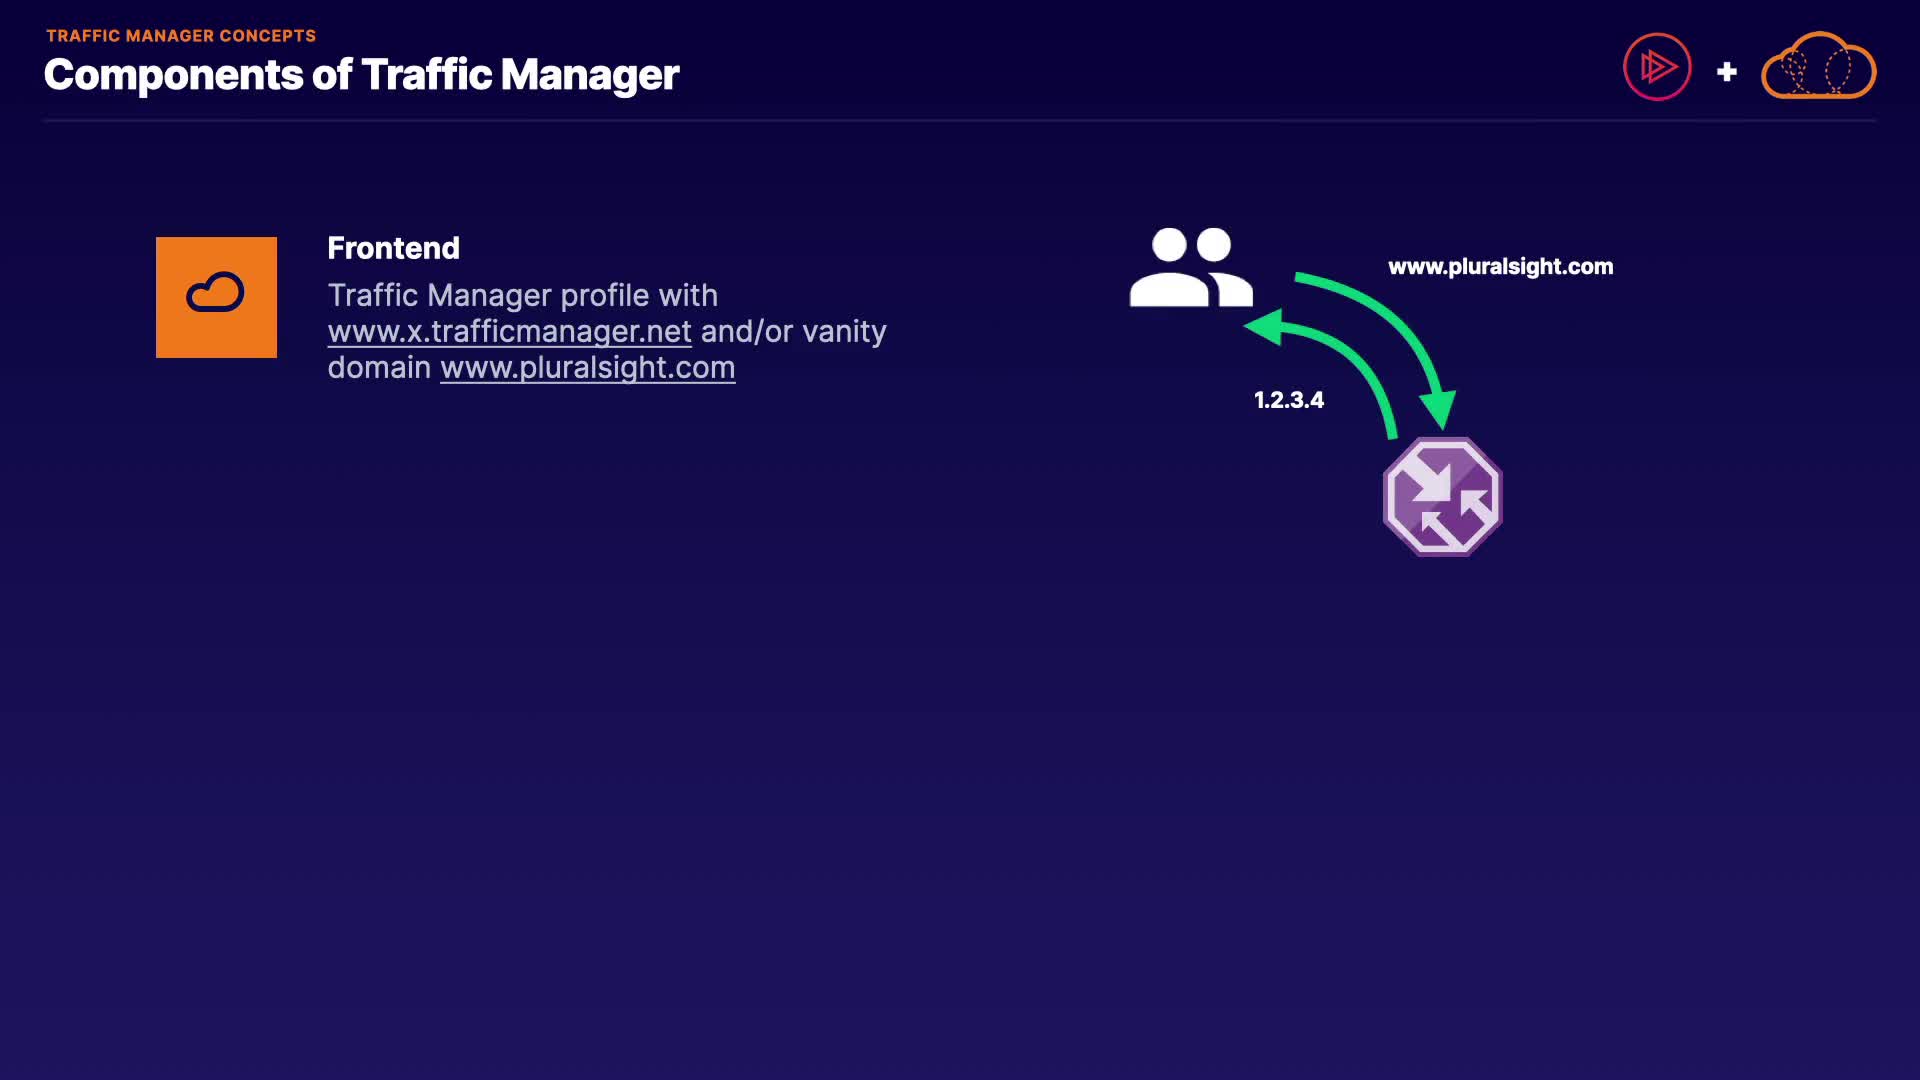 TRAFFIC MANAGER CONCEPTS
Components of Traffic Manager
Frontend
Traffic Manager profile with
www.x.trafficmanager.net and/or vanity
domain www.pluralsight.com
www.pluralsight.com
1.2.3.4